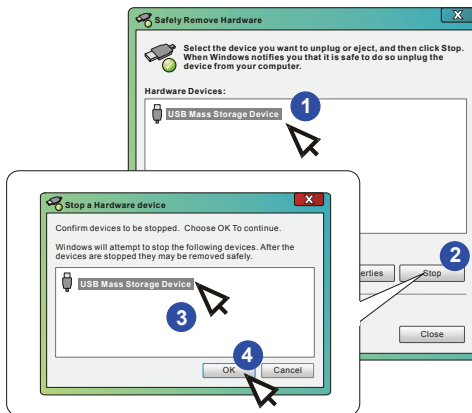 Safely Remove Hardware
X
Select the device you want to unplug or eject, and then click Stop.
When Windows notifies you that it is safe to do so unplug the
device from your computer.
Hardware Devices:
USB Mass Storage Device
1
2
erties
Stop
Close
Stop a Hardware device
X
Confirm devices to be stopped. Choose OK To continue.
Windows will attempt to stop the following devices. After the
devices are stopped they may be removed safely.
USB Mass Storage Device
3
4
OK
Cancel